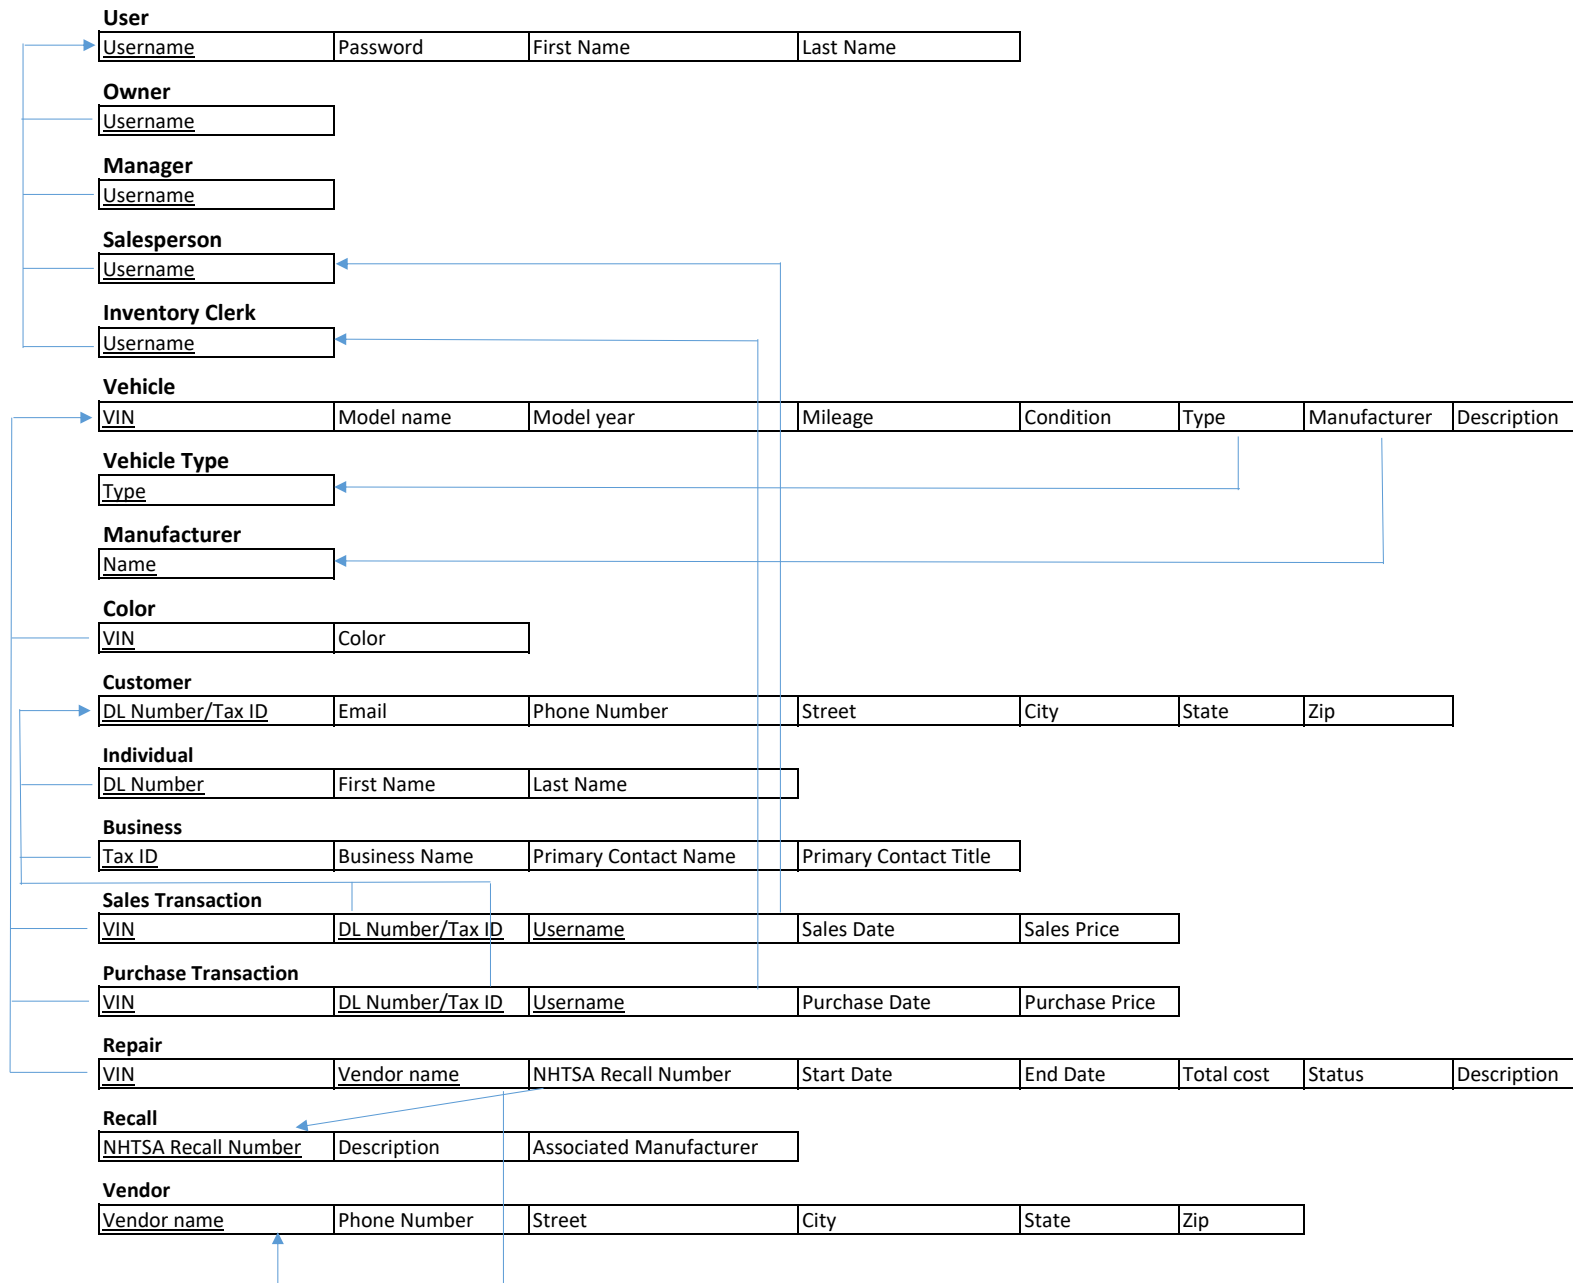 User
Username Password First Name Last Name
Owner
Username
Manager
Username
Salesperson
Username
Inventory Clerk
Username
Vehicle
VIN Model name Model year Mileage Condition Type Manufacturer Description
Vehicle Type
Type
Manufacturer
Name
Color
VIN Color
Customer
DL Number/Tax ID Email Phone Number Street City State Zip
Individual
DL Number First Name Last Name
Business
Tax ID Business Name Primary Contact Name Primary Contact Title
Sales Transaction
VIN DL Number/Tax ID Username Sales Date Sales Price
Purchase Transaction
VIN DL Number/Tax ID Username Purchase Date Purchase Price
Repair
VIN Vendor name NHTSA Recall Number Start Date End Date Total cost Status Description
Recall
NHTSA Recall Number Description Associated Manufacturer
Vendor
Vendor name Phone Number Street City State Zip